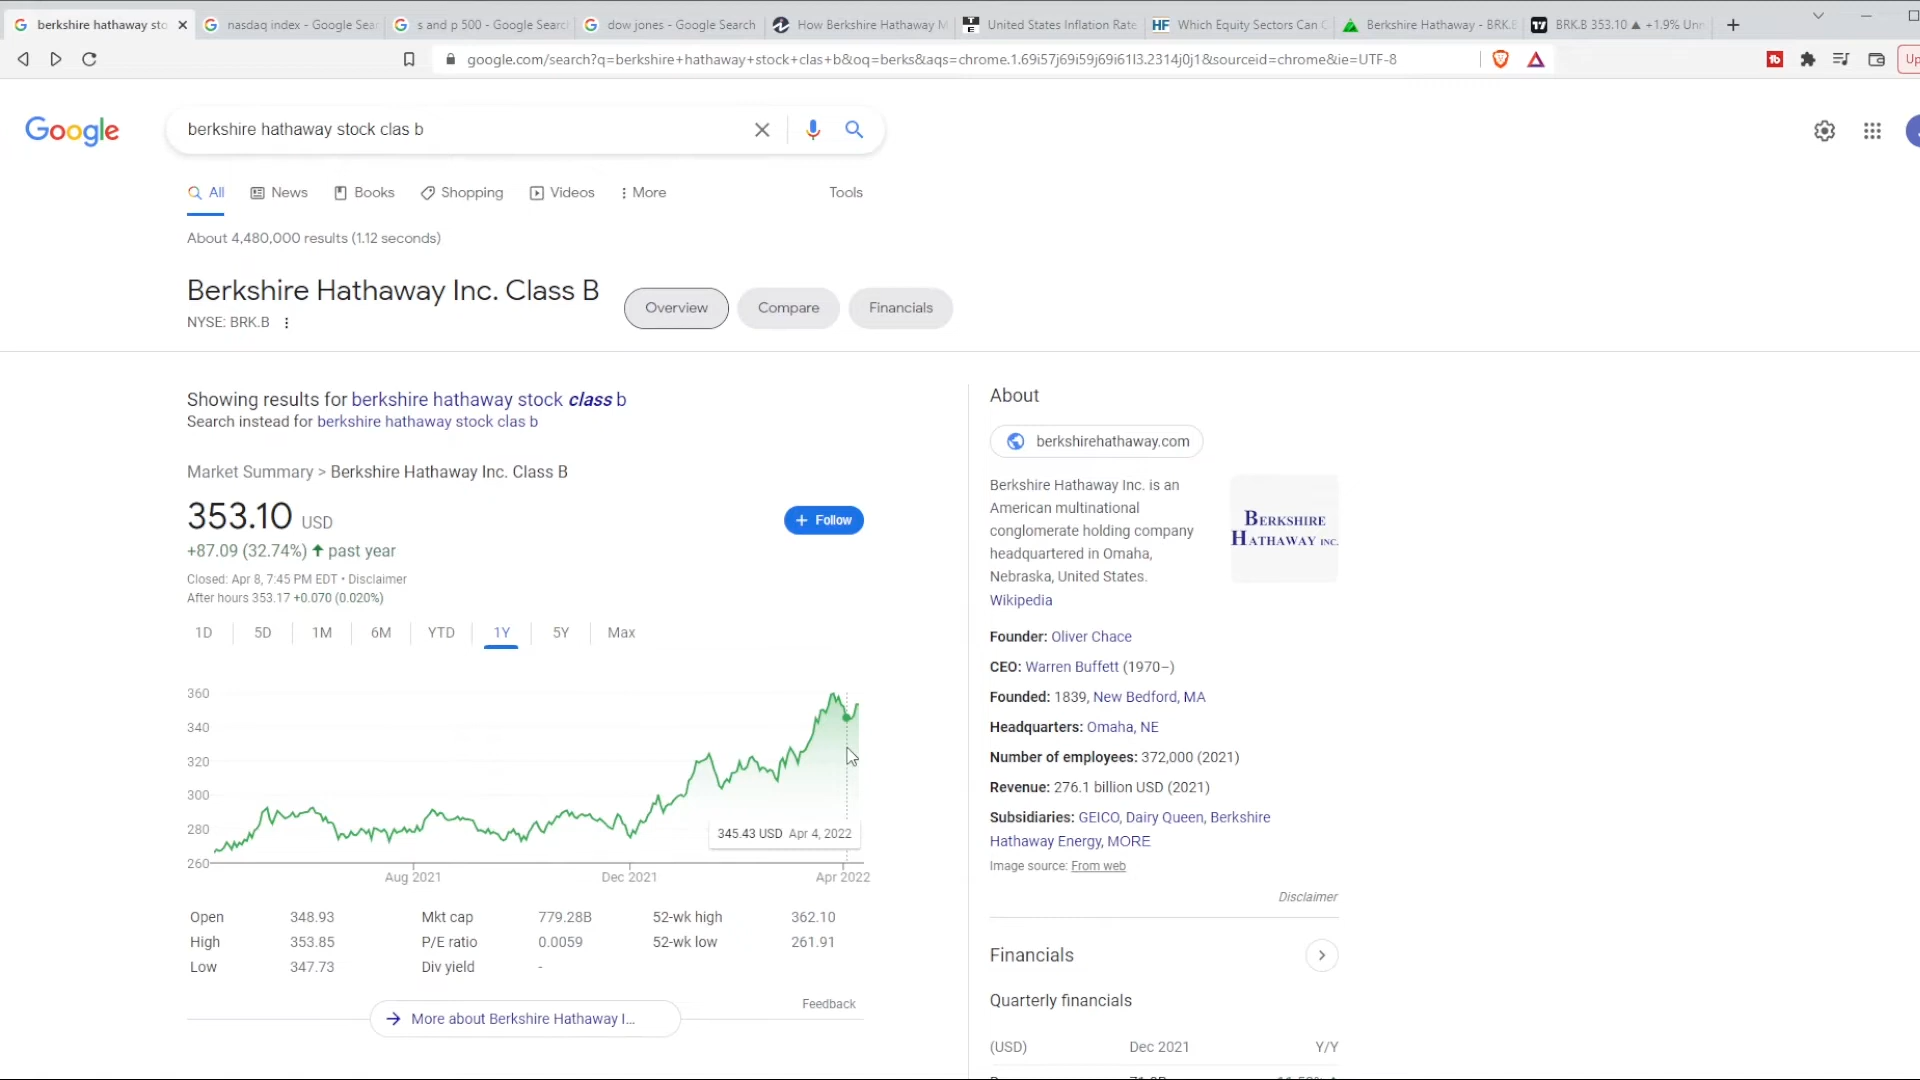 berkshire hathaway sto
nasdaq index - Google Sear
s and p 500 - Google Search
dow jones - Google Search
How Berkshire Hathaway M
United States Inflation Rate
HF Which Equity Sectors Can C
Berkshire Hathaway - BRK.B
BRK.B 353.10 ▲ +1.9% Unn
google.com/search?q=berkshire+hathaway+stock+clas+b&oq=berks&aqs=chrome.1.69i57j69i59j69i61l3.2314j0j1&sourceid=chrome&ie=UTF-8
Up
Google
berkshire hathaway stock clas b
All
News
Books
Shopping
Videos
More
Tools
About 4,480,000 results (1.12 seconds)
Berkshire Hathaway Inc. Class B
NYSE: BRK.B
Overview
Compare
Financials
Showing results for berkshire hathaway stock class b
Search instead for berkshire hathaway stock clas b
Market Summary > Berkshire Hathaway Inc. Class B
353.10 USD
+ Follow
+87.09 (32.74%) ↑ past year
Closed: Apr 8, 7:45 PM EDT • Disclaimer
After hours 353.17 +0.070 (0.020%)
1D
5D
1M
6M
YTD
1Y
5Y
Max
360
340
320
300
280
260
345.43 USD Apr 4, 2022
Aug 2021
Dec 2021
Apr 2022
Open 348.93 Mkt cap 779.28B 52-wk high 362.10
High 353.85 P/E ratio 0.0059 52-wk low 261.91
Low 347.73 Div yield -
Feedback
→ More about Berkshire Hathaway I...
About
berkshirehathaway.com
Berkshire Hathaway Inc. is an
American multinational
conglomerate holding company
headquartered in Omaha,
Nebraska, United States.
Wikipedia
BERKSHIRE
HATHAWAY INC.
Founder: Oliver Chace
CEO: Warren Buffett (1970–)
Founded: 1839, New Bedford, MA
Headquarters: Omaha, NE
Number of employees: 372,000 (2021)
Revenue: 276.1 billion USD (2021)
Subsidiaries: GEICO, Dairy Queen, Berkshire
Hathaway Energy, MORE
Image source: From web
Disclaimer
Financials
Quarterly financials
(USD) Dec 2021 Y/Y